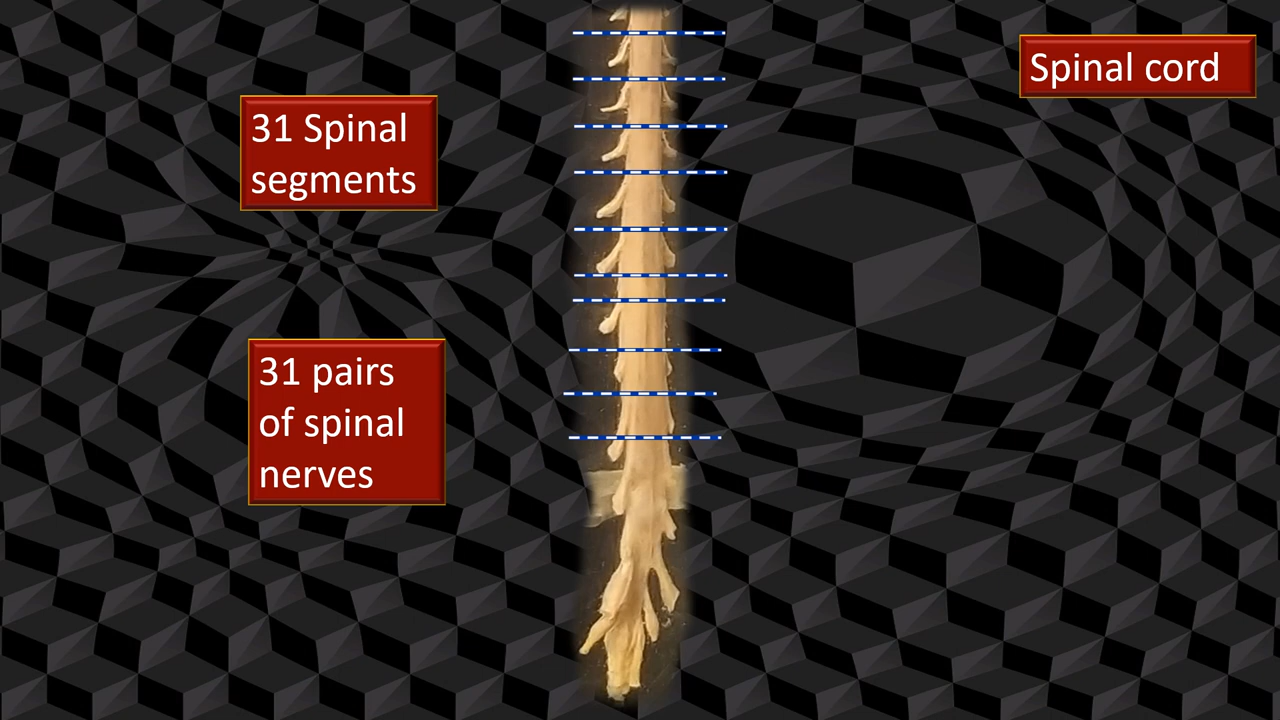 Spinal cord
31 Spinal
segments
31 pairs
of spinal
nerves